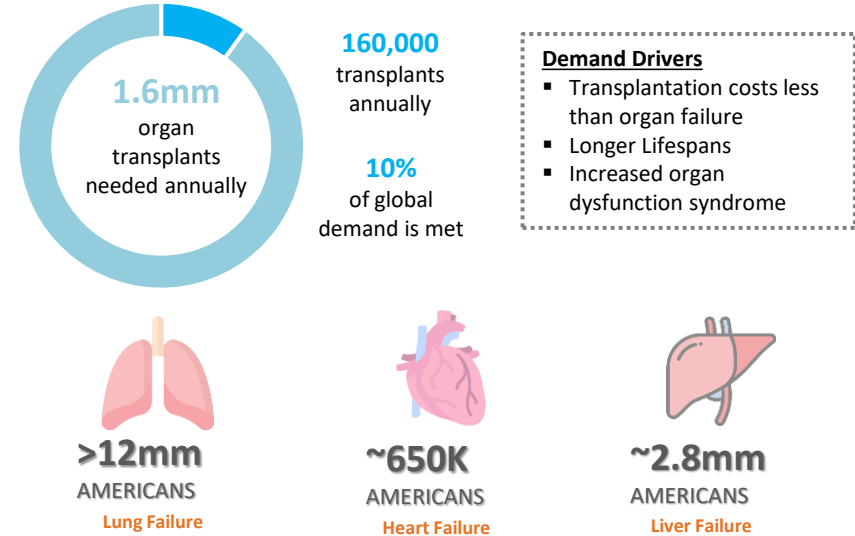 1.6mm
organ
transplants
needed annually
160,000
transplants
annually
10%
of global
demand is met
Demand Drivers
▪ Transplantation costs less
than organ failure
▪ Longer Lifespans
▪ Increased organ
dysfunction syndrome
>12mm
AMERICANS
Lung Failure
~650K
AMERICANS
Heart Failure
~2.8mm
AMERICANS
Liver Failure